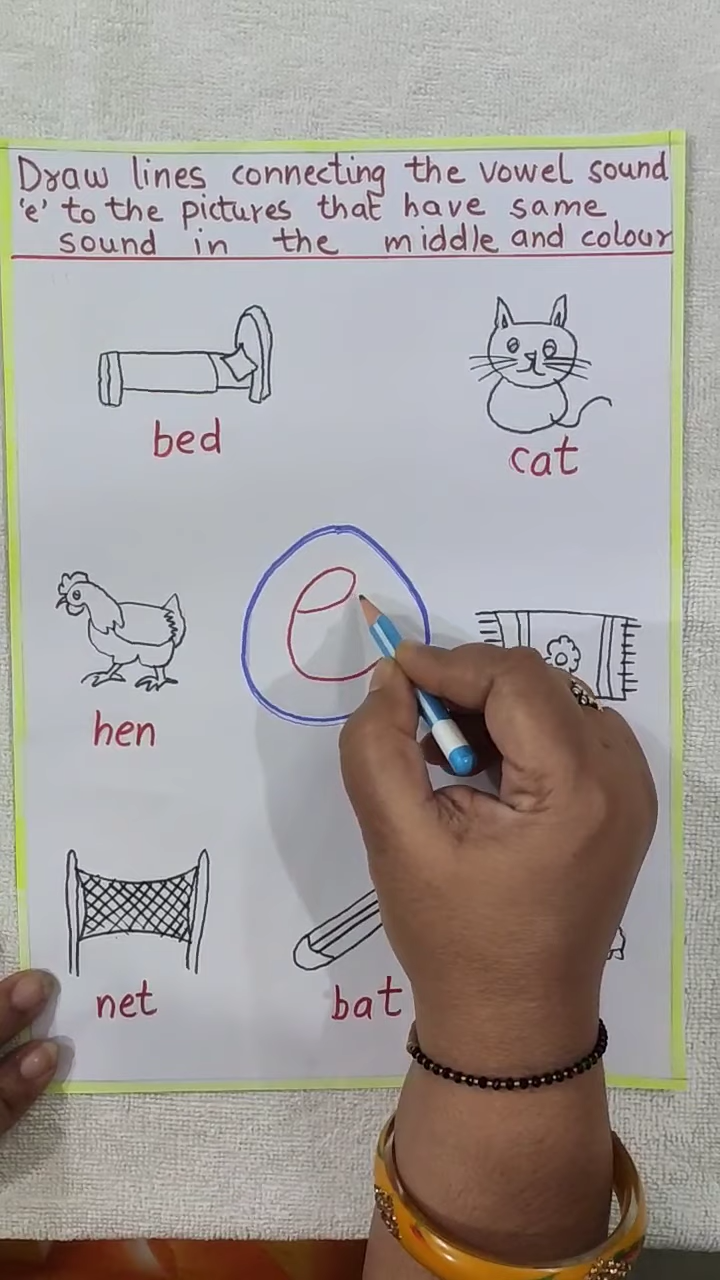 Draw lines connecting the vowel sound
'e' to the pictures that have same
sound in the middle and colour
bed
cat
e
hen
net
bat